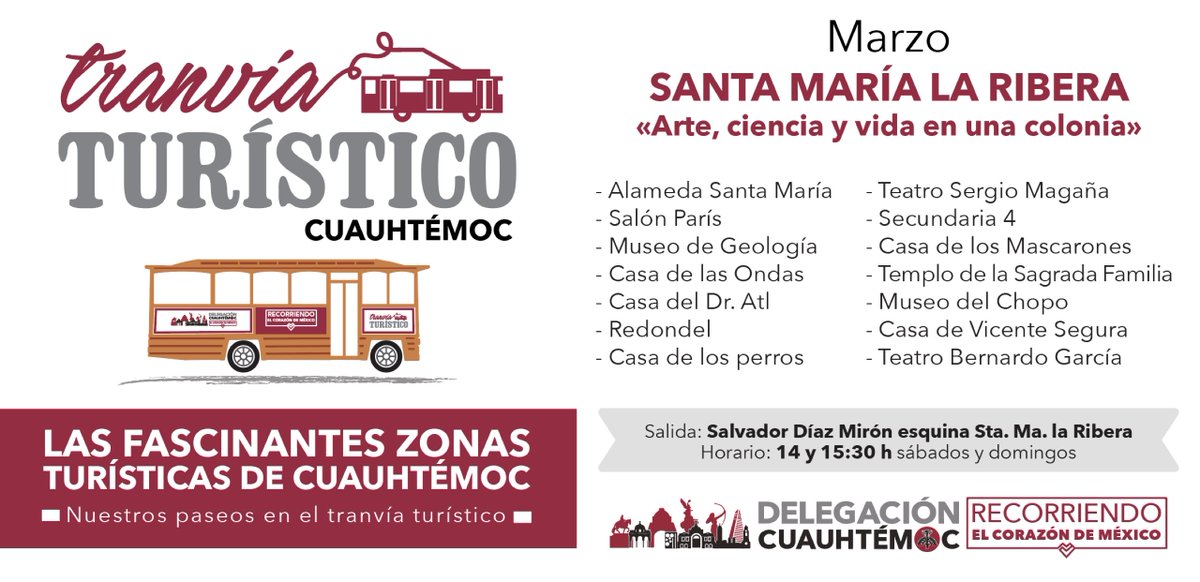 tranvía
TURÍSTICO
CUAUHTÉMOC
DELEGACIÓN
CUAUHTÉMOC
RECORRIENDO
EL CORAZÓN DE MÉXICO
tranvía
TURÍSTICO
LAS FASCINANTES ZONAS
TURÍSTICAS DE CUAUHTÉMOC
Nuestros paseos en el tranvía turístico
Marzo
SANTA MARÍA LA RIBERA
«Arte, ciencia y vida en una colonia»
- Alameda Santa María
- Salón París
- Museo de Geología
- Casa de las Ondas
- Casa del Dr. Atl
- Redondel
- Casa de los perros
- Teatro Sergio Magaña
- Secundaria 4
- Casa de los Mascarones
- Templo de la Sagrada Familia
- Museo del Chopo
- Casa de Vicente Segura
- Teatro Bernardo García
Salida: Salvador Díaz Mirón esquina Sta. Ma. la Ribera
Horario: 14 y 15:30 h sábados y domingos
DELEGACIÓN
CUAUHTÉMOC
RECORRIENDO
EL CORAZÓN DE MÉXICO